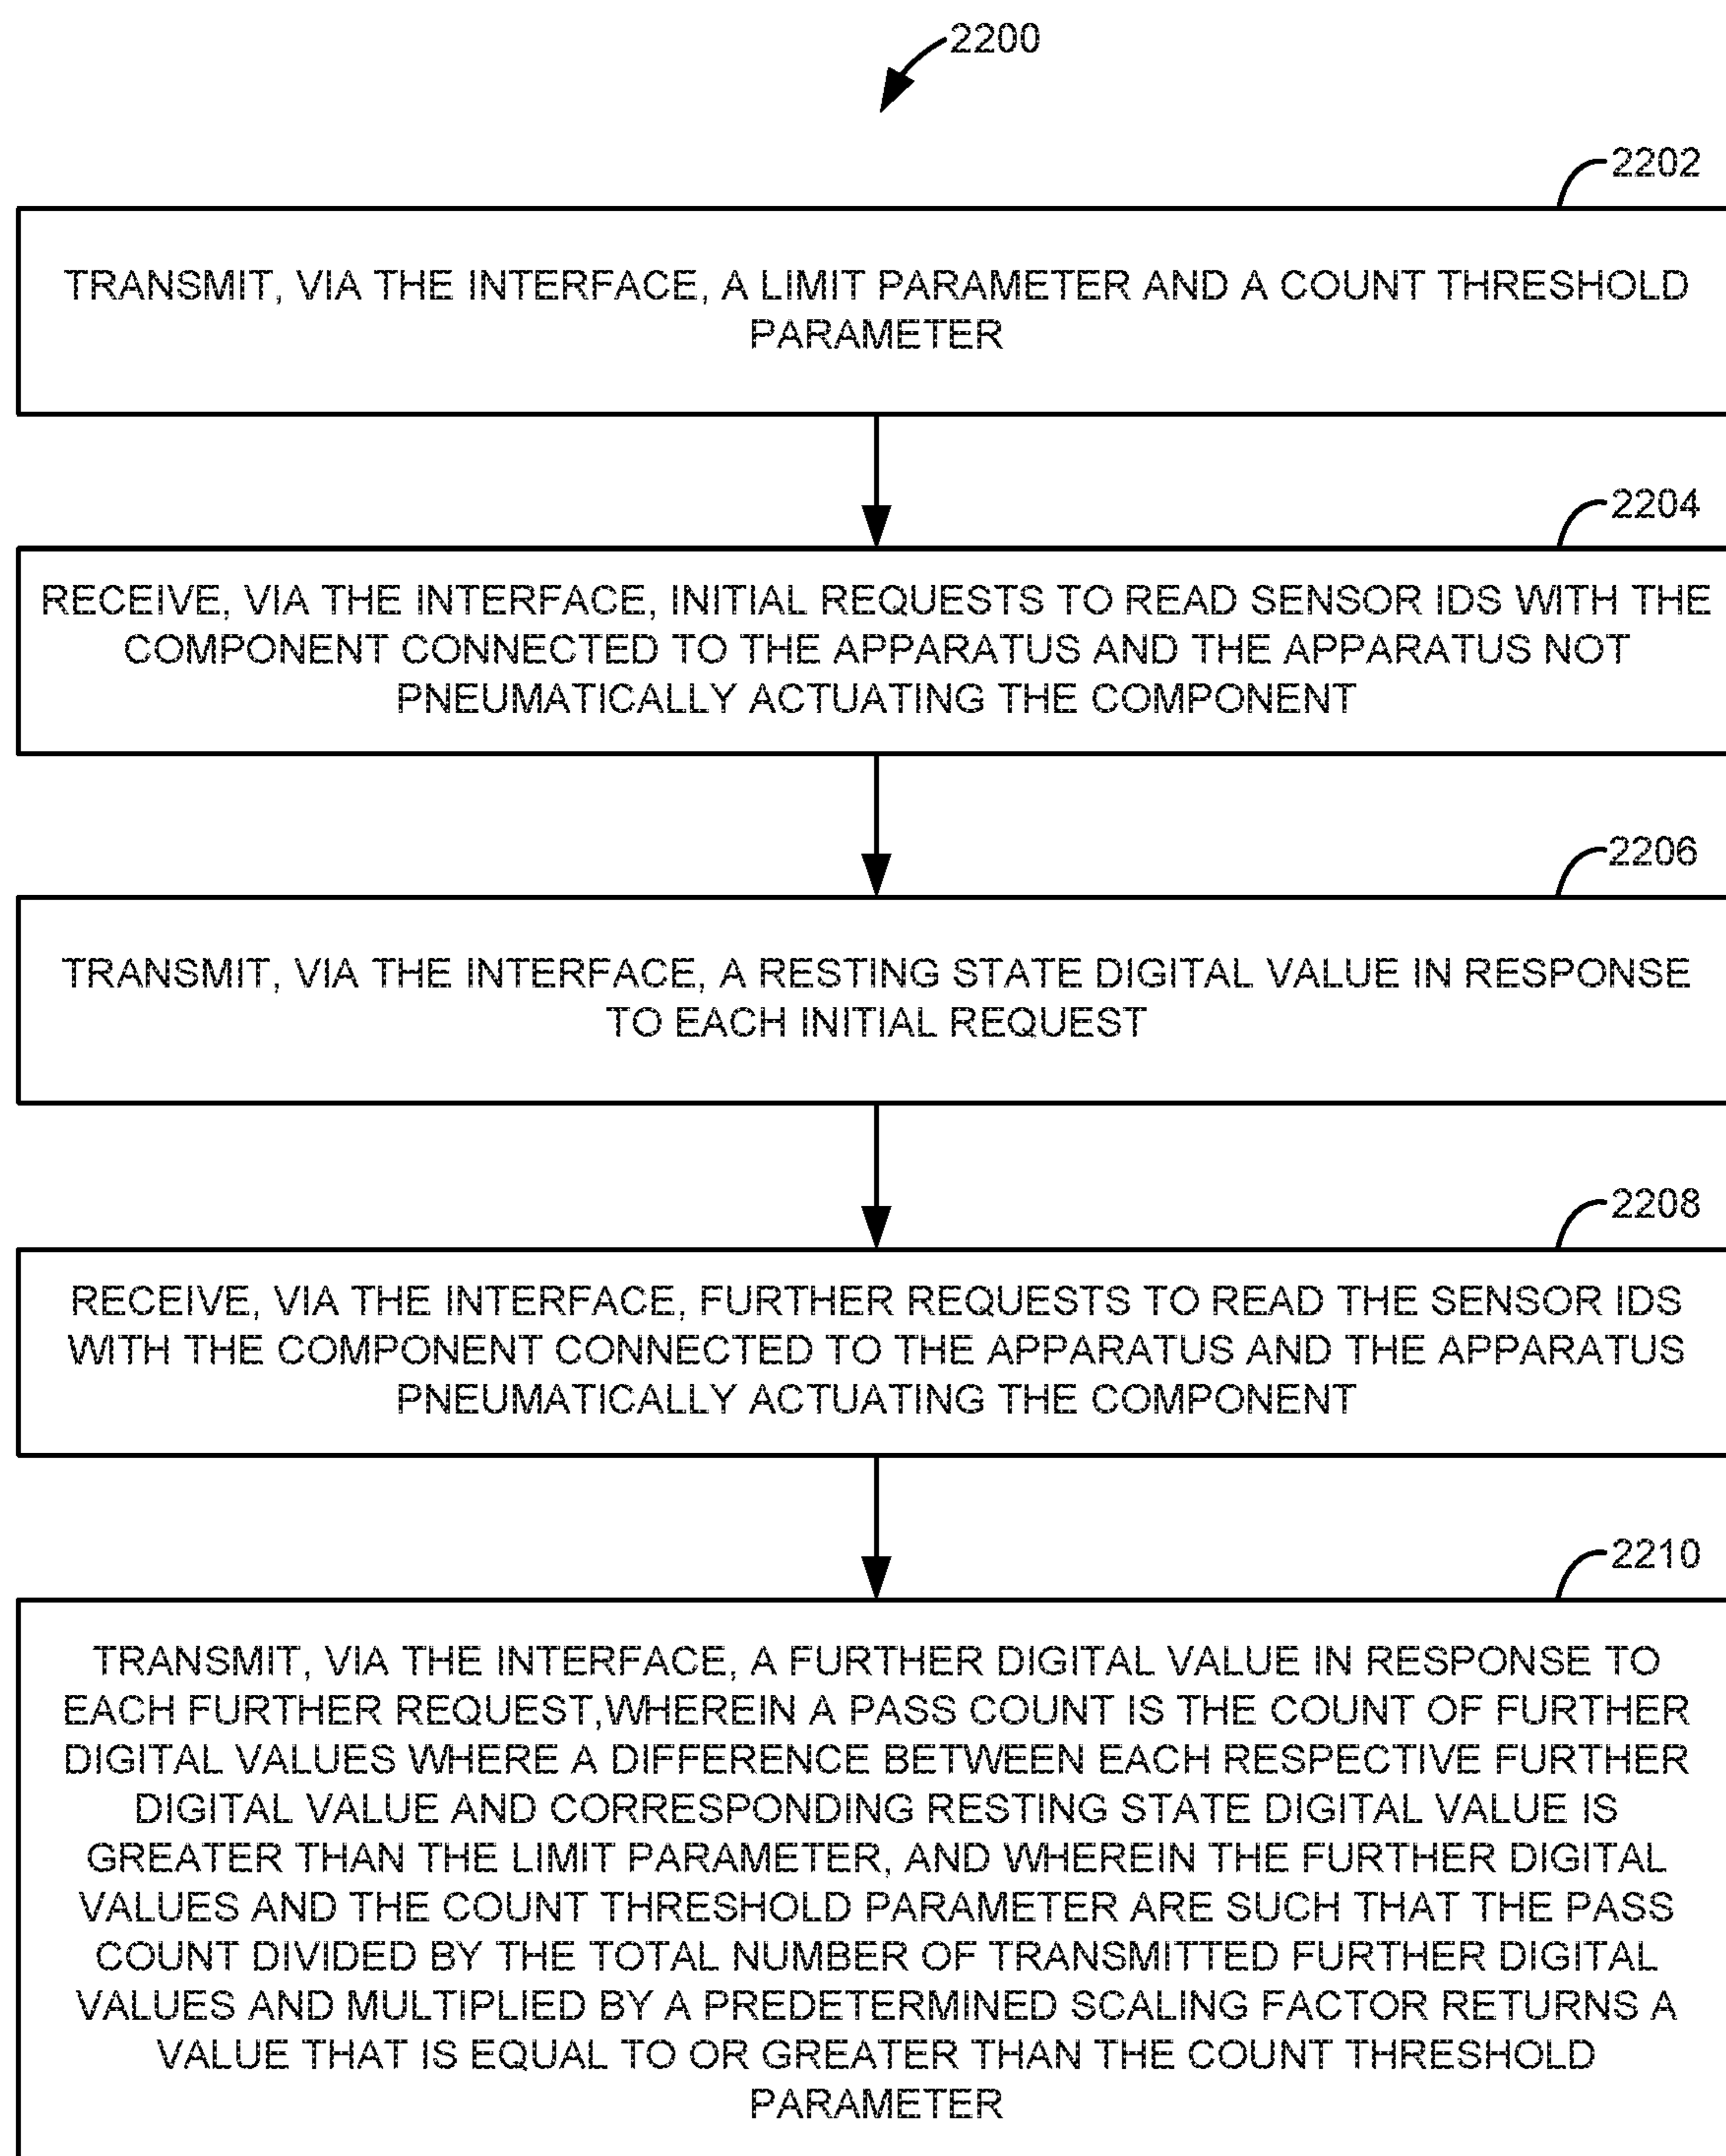 2200
2202
TRANSMIT, VIA THE INTERFACE, A LIMIT PARAMETER AND A COUNT THRESHOLD
PARAMETER
2204
RECEIVE, VIA THE INTERFACE, INITIAL REQUESTS TO READ SENSOR IDS WITH THE
COMPONENT CONNECTED TO THE APPARATUS AND THE APPARATUS NOT
PNEUMATICALLY ACTUATING THE COMPONENT
2206
TRANSMIT, VIA THE INTERFACE, A RESTING STATE DIGITAL VALUE IN RESPONSE
TO EACH INITIAL REQUEST
2208
RECEIVE, VIA THE INTERFACE, FURTHER REQUESTS TO READ THE SENSOR IDS
WITH THE COMPONENT CONNECTED TO THE APPARATUS AND THE APPARATUS
PNEUMATICALLY ACTUATING THE COMPONENT
2210
TRANSMIT, VIA THE INTERFACE, A FURTHER DIGITAL VALUE IN RESPONSE TO
EACH FURTHER REQUEST,WHEREIN A PASS COUNT IS THE COUNT OF FURTHER
DIGITAL VALUES WHERE A DIFFERENCE BETWEEN EACH RESPECTIVE FURTHER
DIGITAL VALUE AND CORRESPONDING RESTING STATE DIGITAL VALUE IS
GREATER THAN THE LIMIT PARAMETER, AND WHEREIN THE FURTHER DIGITAL
VALUES AND THE COUNT THRESHOLD PARAMETER ARE SUCH THAT THE PASS
COUNT DIVIDED BY THE TOTAL NUMBER OF TRANSMITTED FURTHER DIGITAL
VALUES AND MULTIPLIED BY A PREDETERMINED SCALING FACTOR RETURNS A
VALUE THAT IS EQUAL TO OR GREATER THAN THE COUNT THRESHOLD
PARAMETER